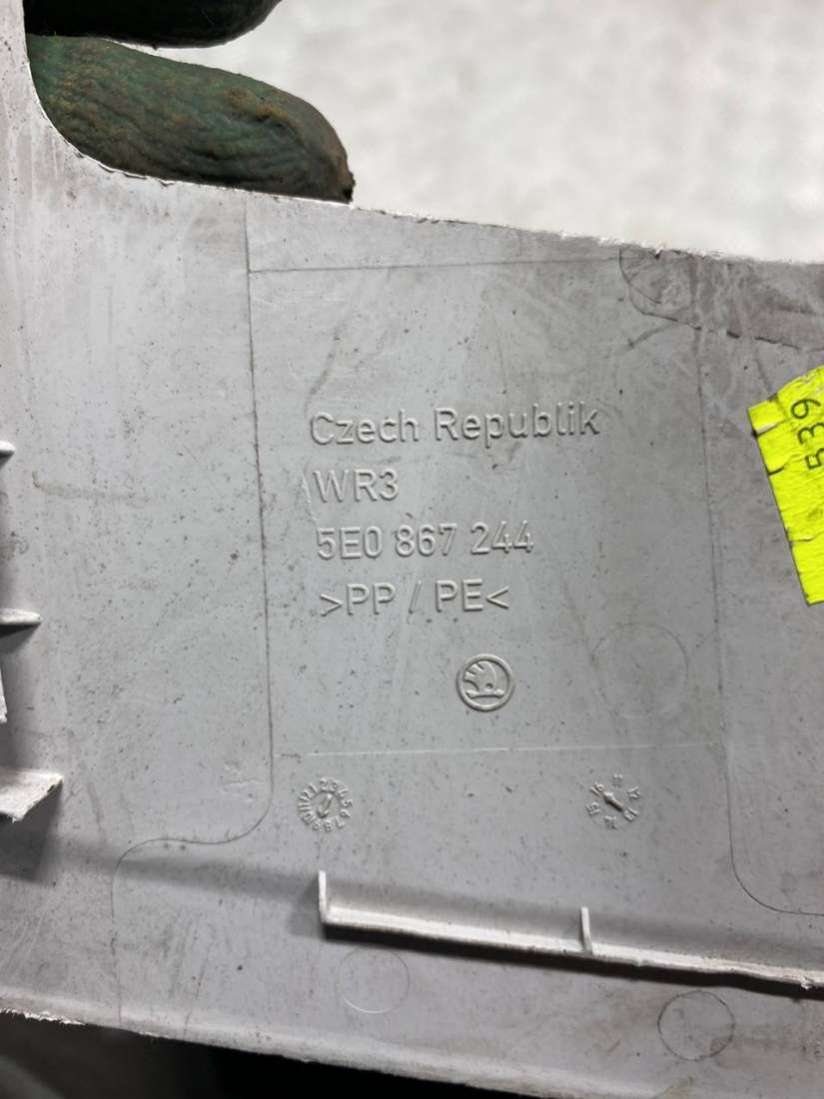 Czech Republik
WR3
5E0 867 244
>PP / PE<
539